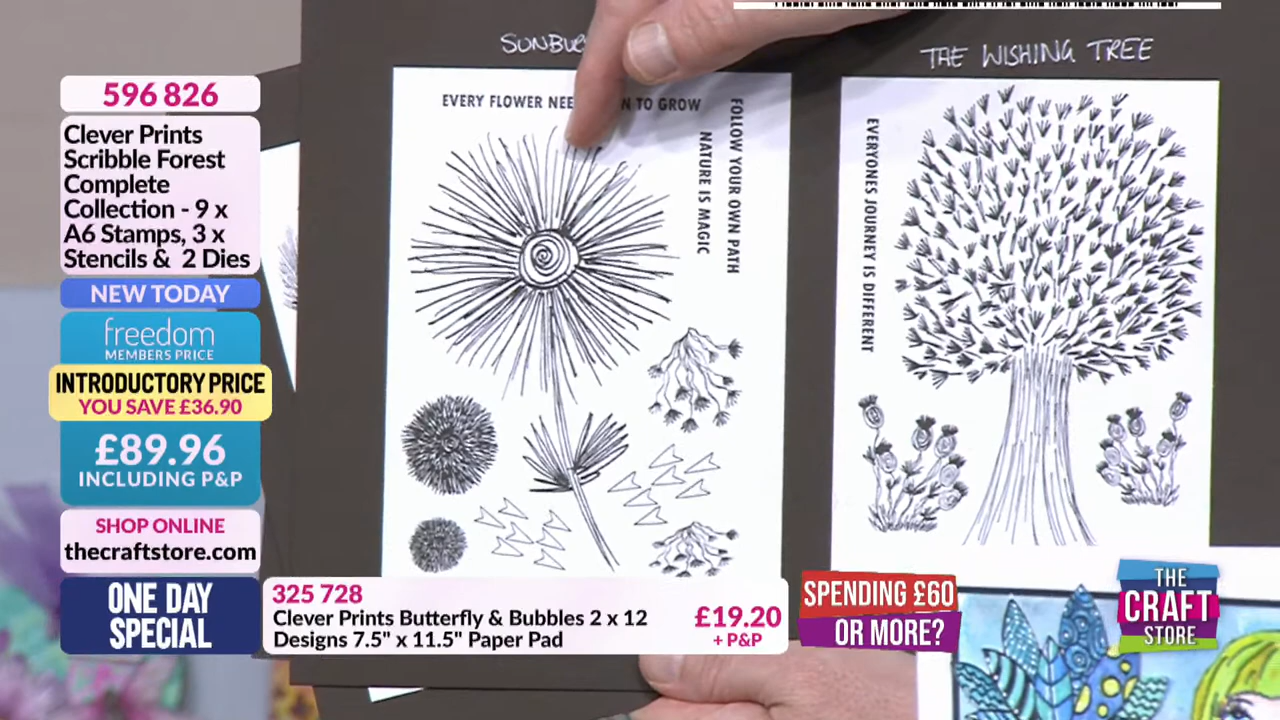 596 826
Clever Prints
Scribble Forest
Complete
Collection - 9 x
A6 Stamps, 3 x
Stencils & 2 Dies
NEW TODAY
freedom
MEMBERS PRICE
INTRODUCTORY PRICE
YOU SAVE £36.90
£89.96
INCLUDING P&P
SHOP ONLINE
thecraftstore.com
ONE DAY
SPECIAL
325 728
Clever Prints Butterfly & Bubbles 2 x 12
Designs 7.5" x 11.5" Paper Pad
£19.20
+ P&P
SPENDING £60
OR MORE?
THE
CRAFT
STORE
EVERY FLOWER TO GROW
FOLLOW YOUR OWN PATH
NATURE IS MAGIC
THE WISHING TREE
EVERYONES JOURNEY IS DIFFERENT